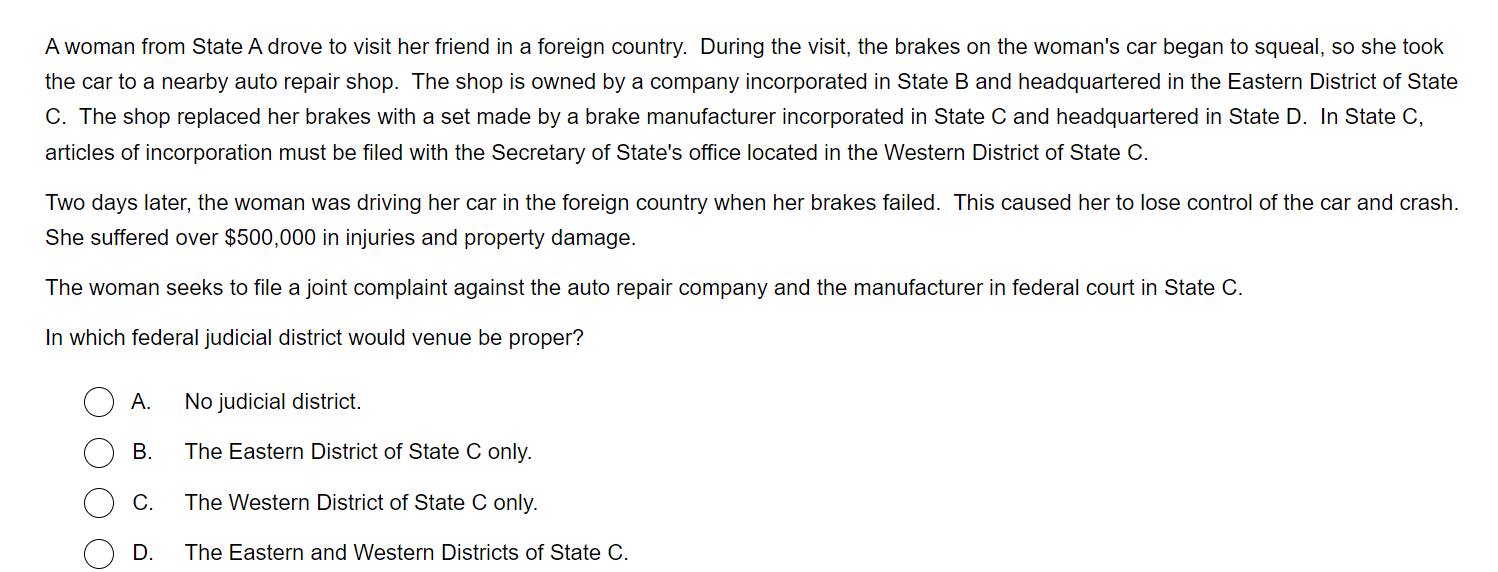 A woman from State A drove to visit her friend in a foreign country.  During the visit, the brakes on the woman's car began to squeal, so she took
the car to a nearby auto repair shop.  The shop is owned by a company incorporated in State B and headquartered in the Eastern District of State
C.  The shop replaced her brakes with a set made by a brake manufacturer incorporated in State C and headquartered in State D.  In State C,
articles of incorporation must be filed with the Secretary of State's office located in the Western District of State C.
Two days later, the woman was driving her car in the foreign country when her brakes failed.  This caused her to lose control of the car and crash.
She suffered over $500,000 in injuries and property damage.
The woman seeks to file a joint complaint against the auto repair company and the manufacturer in federal court in State C.
In which federal judicial district would venue be proper?
A. No judicial district.
B. The Eastern District of State C only.
C. The Western District of State C only.
D. The Eastern and Western Districts of State C.